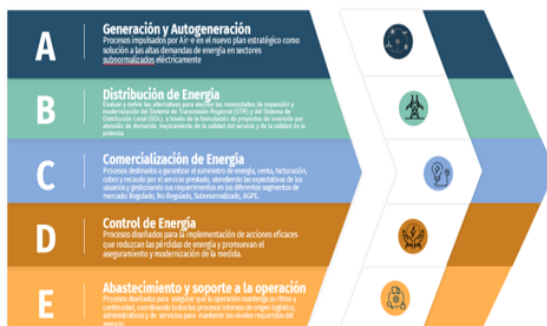 A
Generación y Autogeneración
Procesos impulsados por Air-e en el nuevo plan estratégico como
solución a las altas demandas de energía en sectores
subnormalizados eléctricamente
B
Distribución de Energía
Evaluar y definir las alternativas para atender las necesidades de expansión y
modernización del Sistema de Transmisión Regional (STR) y del Sistema de
Distribución Local (SDL), a través de la formulación de proyectos de inversión por
atención de demanda, mejoramiento de la calidad del servicio y de la calidad de la
potencia
C
Comercialización de Energía
Procesos destinados a garantizar el suministro de energía, venta, facturación,
cobro y recaudo por el servicio prestado, atendiendo las expectativas de los
usuarios y gestionando sus requerimientos en los diferentes segmentos de
mercado: Regulado, No Regulado, Subnormalizado, AGPE.
D
Control de Energía
Procesos diseñados para la implementación de acciones eficaces
que reduzcan las pérdidas de energía y promuevan el
aseguramiento y modernización de la medida.
E
Abastecimiento y soporte a la operación
Procesos diseñados para asegurar que la operación mantenga su ritmo y
continuidad, coordinando todos los procesos internos de origen logístico,
administrativos y de servicios para mantener los niveles requeridos del
negocio